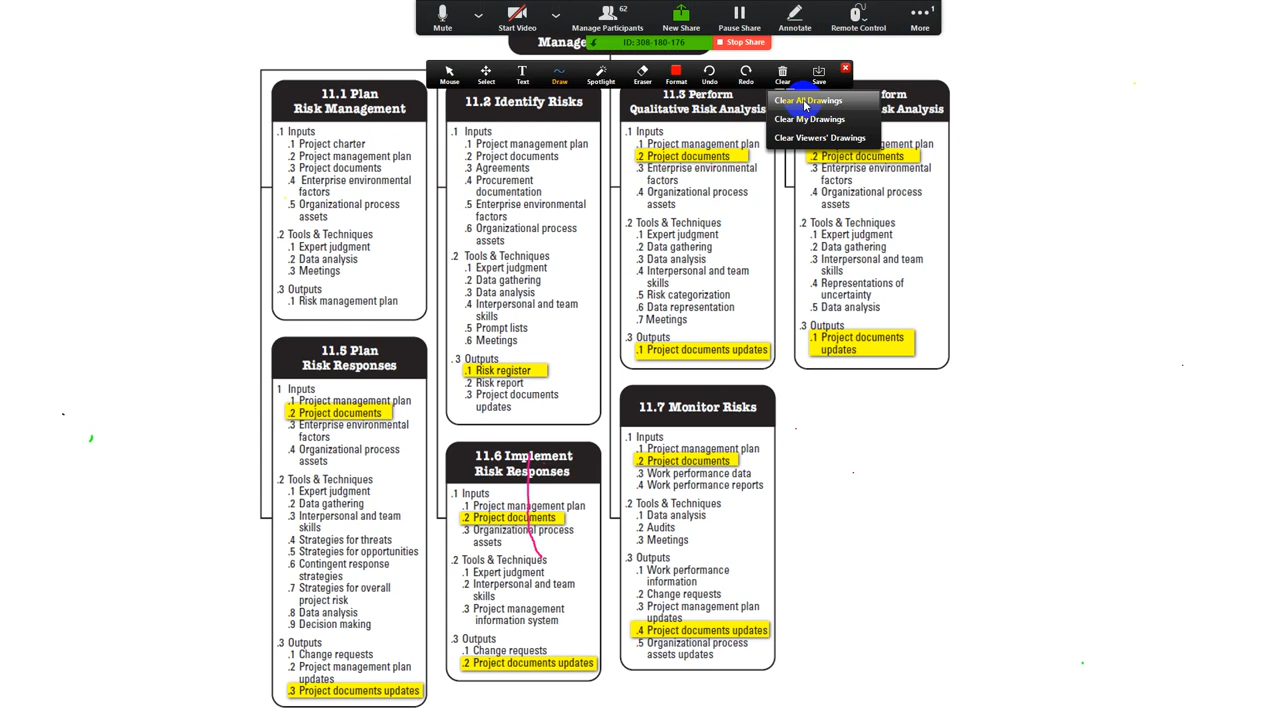 62
1
Mute
Start Video
Manage Participants
New Share
Pause Share
Annotate
Remote Control
More
Manage
ID: 308-180-176
Stop Share
Mouse
Select
Text
Draw
Spotlight
Eraser
Format
Undo
Redo
Clear
Save
Clear All Drawings
Clear My Drawings
Clear Viewers' Drawings
11.1 Plan
Risk Management
.1 Inputs
.1 Project charter
.2 Project management plan
.3 Project documents
.4 Enterprise environmental
factors
.5 Organizational process
assets
.2 Tools & Techniques
.1 Expert judgment
.2 Data analysis
.3 Meetings
.3 Outputs
.1 Risk management plan
11.2 Identify Risks
.1 Inputs
.1 Project management plan
.2 Project documents
.3 Agreements
.4 Procurement
documentation
.5 Enterprise environmental
factors
.6 Organizational process
assets
.2 Tools & Techniques
.1 Expert judgment
.2 Data gathering
.3 Data analysis
.4 Interpersonal and team
skills
.5 Prompt lists
.6 Meetings
.3 Outputs
.1 Risk register
.2 Risk report
.3 Project documents
updates
11.3 Perform
Qualitative Risk Analysis
.1 Inputs
.1 Project management plan
.2 Project documents
.3 Enterprise environmental
factors
.4 Organizational process
assets
.2 Tools & Techniques
.1 Expert judgment
.2 Data gathering
.3 Data analysis
.4 Interpersonal and team
skills
.5 Risk categorization
.6 Data representation
.7 Meetings
.3 Outputs
.1 Project documents updates
form
k Analysis
ment plan
.2 Project documents
.3 Enterprise environmental
factors
.4 Organizational process
assets
.2 Tools & Techniques
.1 Expert judgment
.2 Data gathering
.3 Interpersonal and team
skills
.4 Representations of
uncertainty
.5 Data analysis
.3 Outputs
.1 Project documents
updates
11.5 Plan
Risk Responses
1 Inputs
.1 Project management plan
.2 Project documents
.3 Enterprise environmental
factors
.4 Organizational process
assets
.2 Tools & Techniques
.1 Expert judgment
.2 Data gathering
.3 Interpersonal and team
skills
.4 Strategies for threats
.5 Strategies for opportunities
.6 Contingent response
strategies
.7 Strategies for overall
project risk
.8 Data analysis
.9 Decision making
.3 Outputs
.1 Change requests
.2 Project management plan
updates
.3 Project documents updates
11.6 Implement
Risk Responses
.1 Inputs
.1 Project management plan
.2 Project documents
.3 Organizational process
assets
.2 Tools & Techniques
.1 Expert judgment
.2 Interpersonal and team
skills
.3 Project management
information system
.3 Outputs
.1 Change requests
.2 Project documents updates
11.7 Monitor Risks
.1 Inputs
.1 Project management plan
.2 Project documents
.3 Work performance data
.4 Work performance reports
.2 Tools & Techniques
.1 Data analysis
.2 Audits
.3 Meetings
.3 Outputs
.1 Work performance
information
.2 Change requests
.3 Project management plan
updates
.4 Project documents updates
.5 Organizational process
assets updates